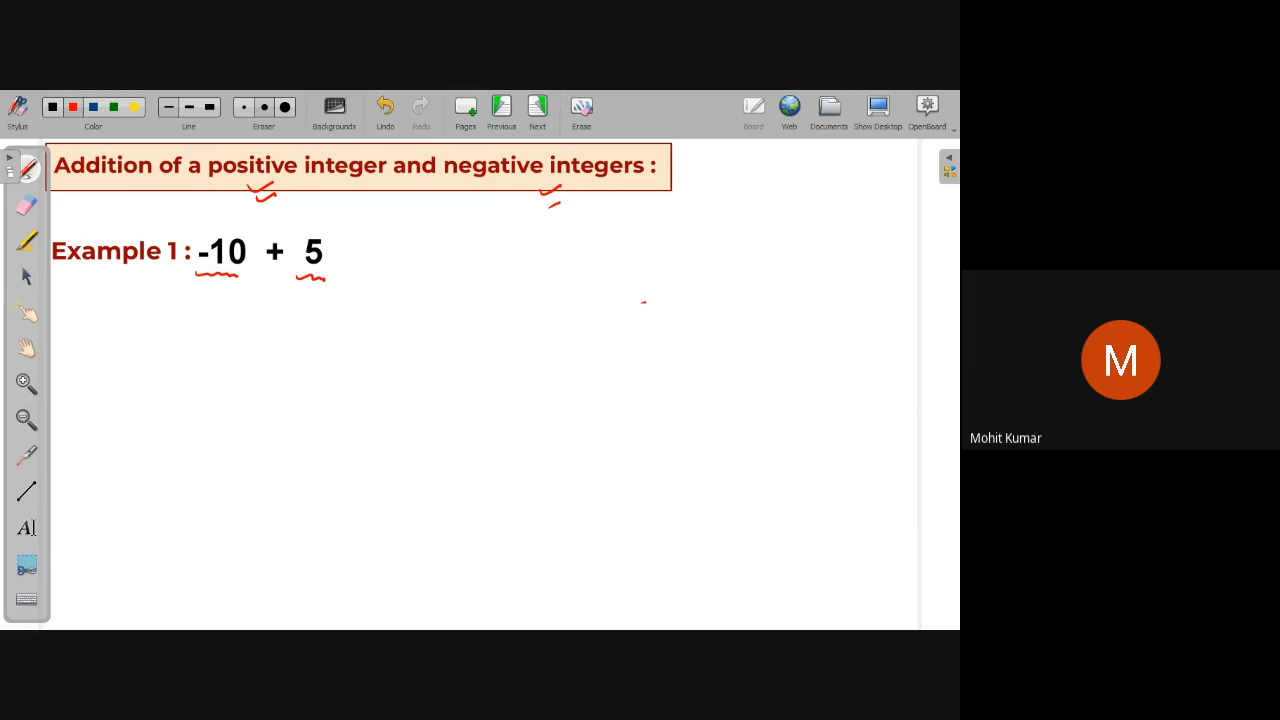 Stylus Color Line Eraser Backgrounds Undo Redo Pages Previous Next Erase Board Web Documents Show Desktop OpenBoard
Addition of a positive integer and negative integers :
Example 1 : -10 + 5
M
Mohit Kumar